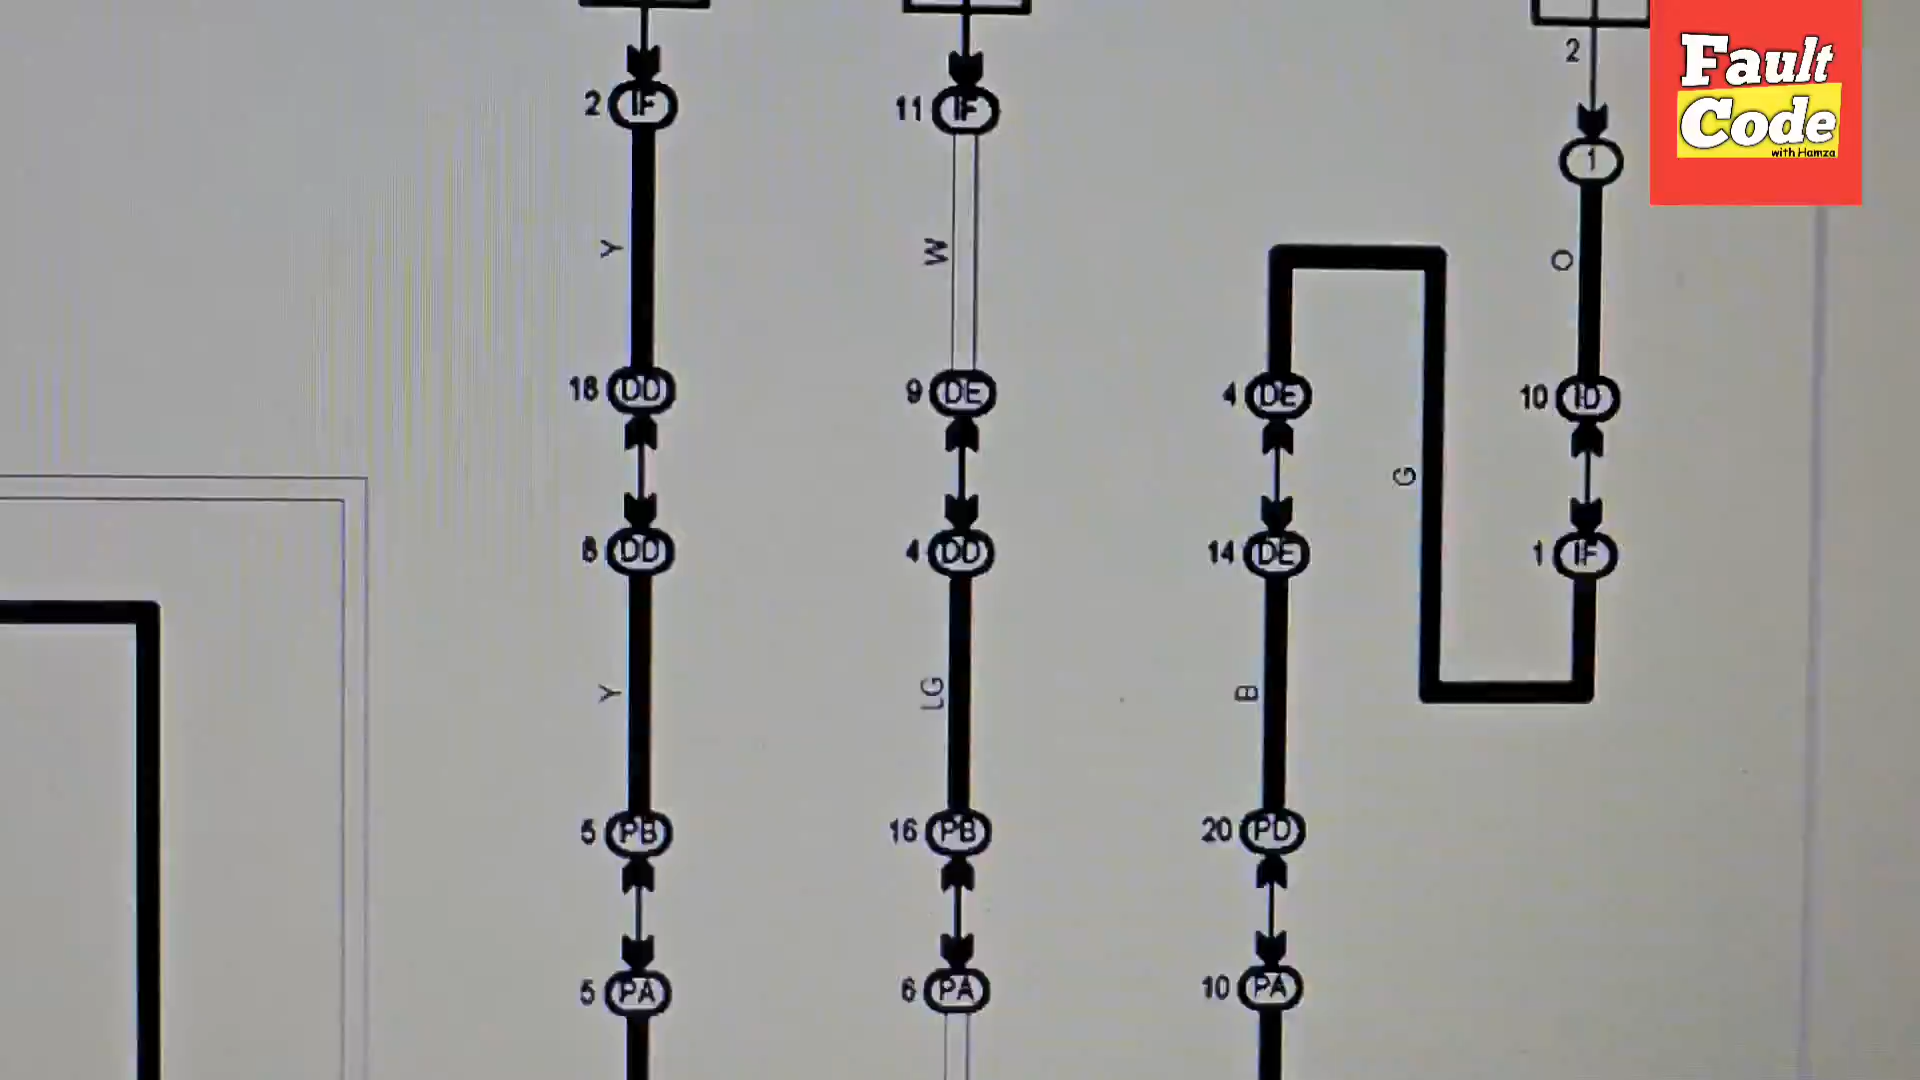 2
Fault
Code
with Hamza
2 IF
11 IF
1
Y
W
O
18 DD
9 DE
4 DE
10 ID
G
8 DD
4 DD
14 DE
1 IF
Y
LG
B
5 PB
16 PB
20 PD
5 PA
6 PA
10 PA